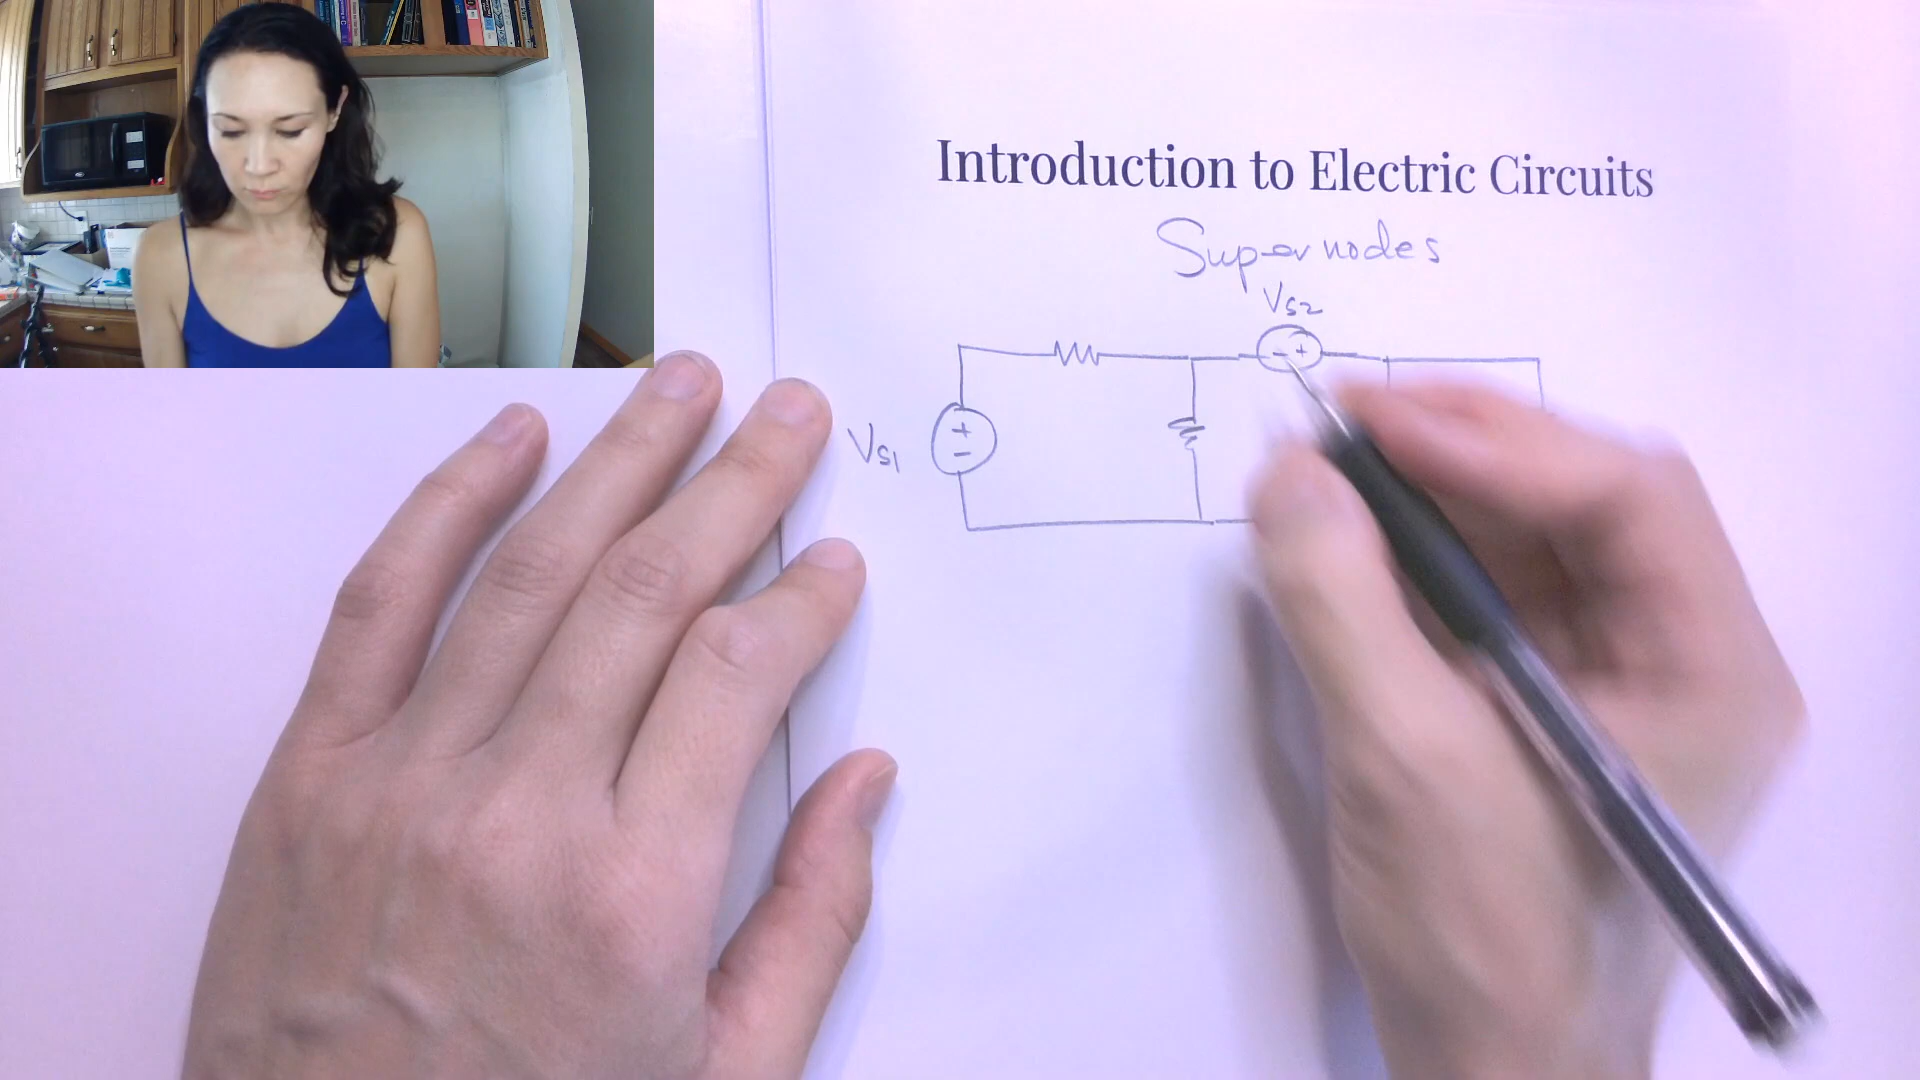 Introduction to Electric Circuits
Supernodes
Vs2
- +
Vs1
+
-